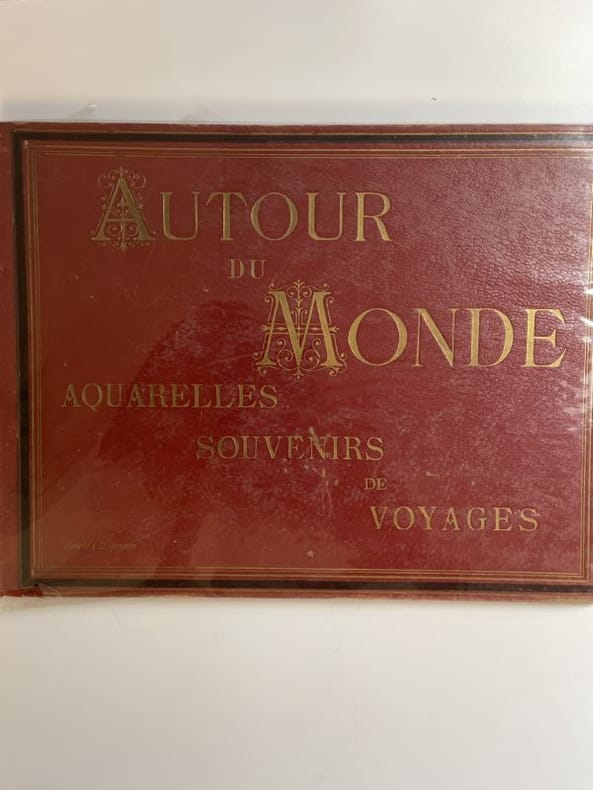 AUTOUR
DU
MONDE
AQUARELLES
SOUVENIRS
DE
VOYAGES